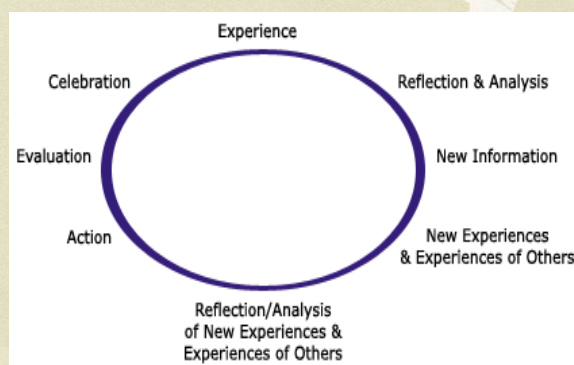 Experience
Reflection & Analysis
New Information
New Experiences
& Experiences of Others
Reflection/Analysis
of New Experiences &
Experiences of Others
Action
Evaluation
Celebration